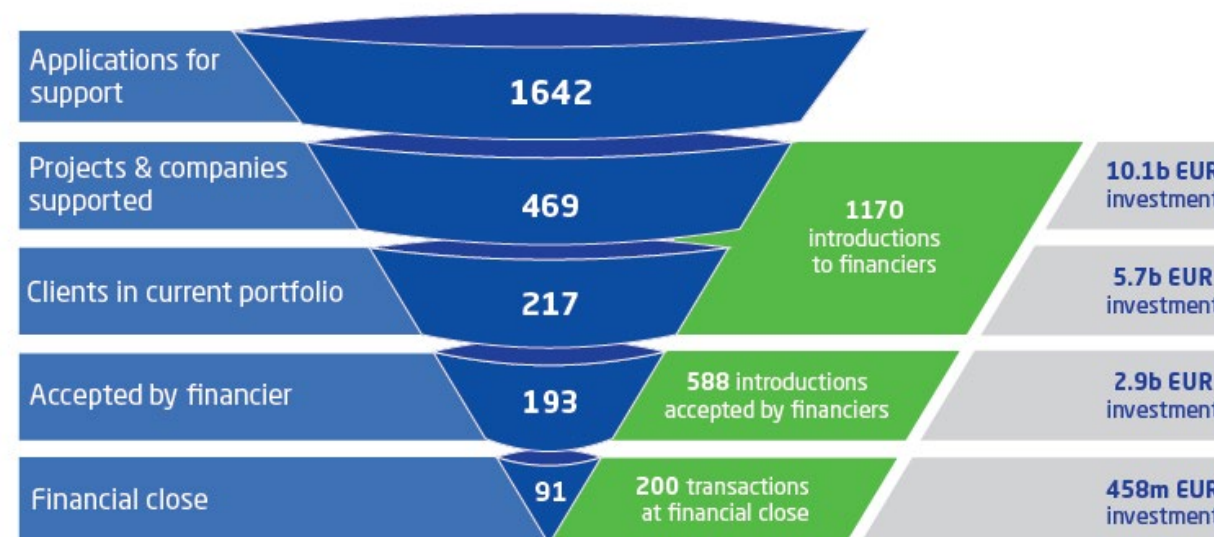 Applications for
support
1642
Projects & companies
supported
469
1170
introductions
to financiers
10.1b EUR
investment
Clients in current portfolio
217
5.7b EUR
investment
Accepted by financier
193
588 introductions
accepted by financiers
2.9b EUR
investment
Financial close
91
200 transactions
at financial close
458m EUR
investment